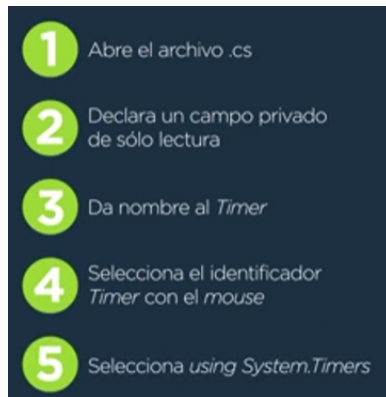 1 Abre el archivo .cs
2 Declara un campo privado
de sólo lectura
3 Da nombre al Timer
4 Selecciona el identificador
Timer con el mouse
5 Selecciona using System.Timers